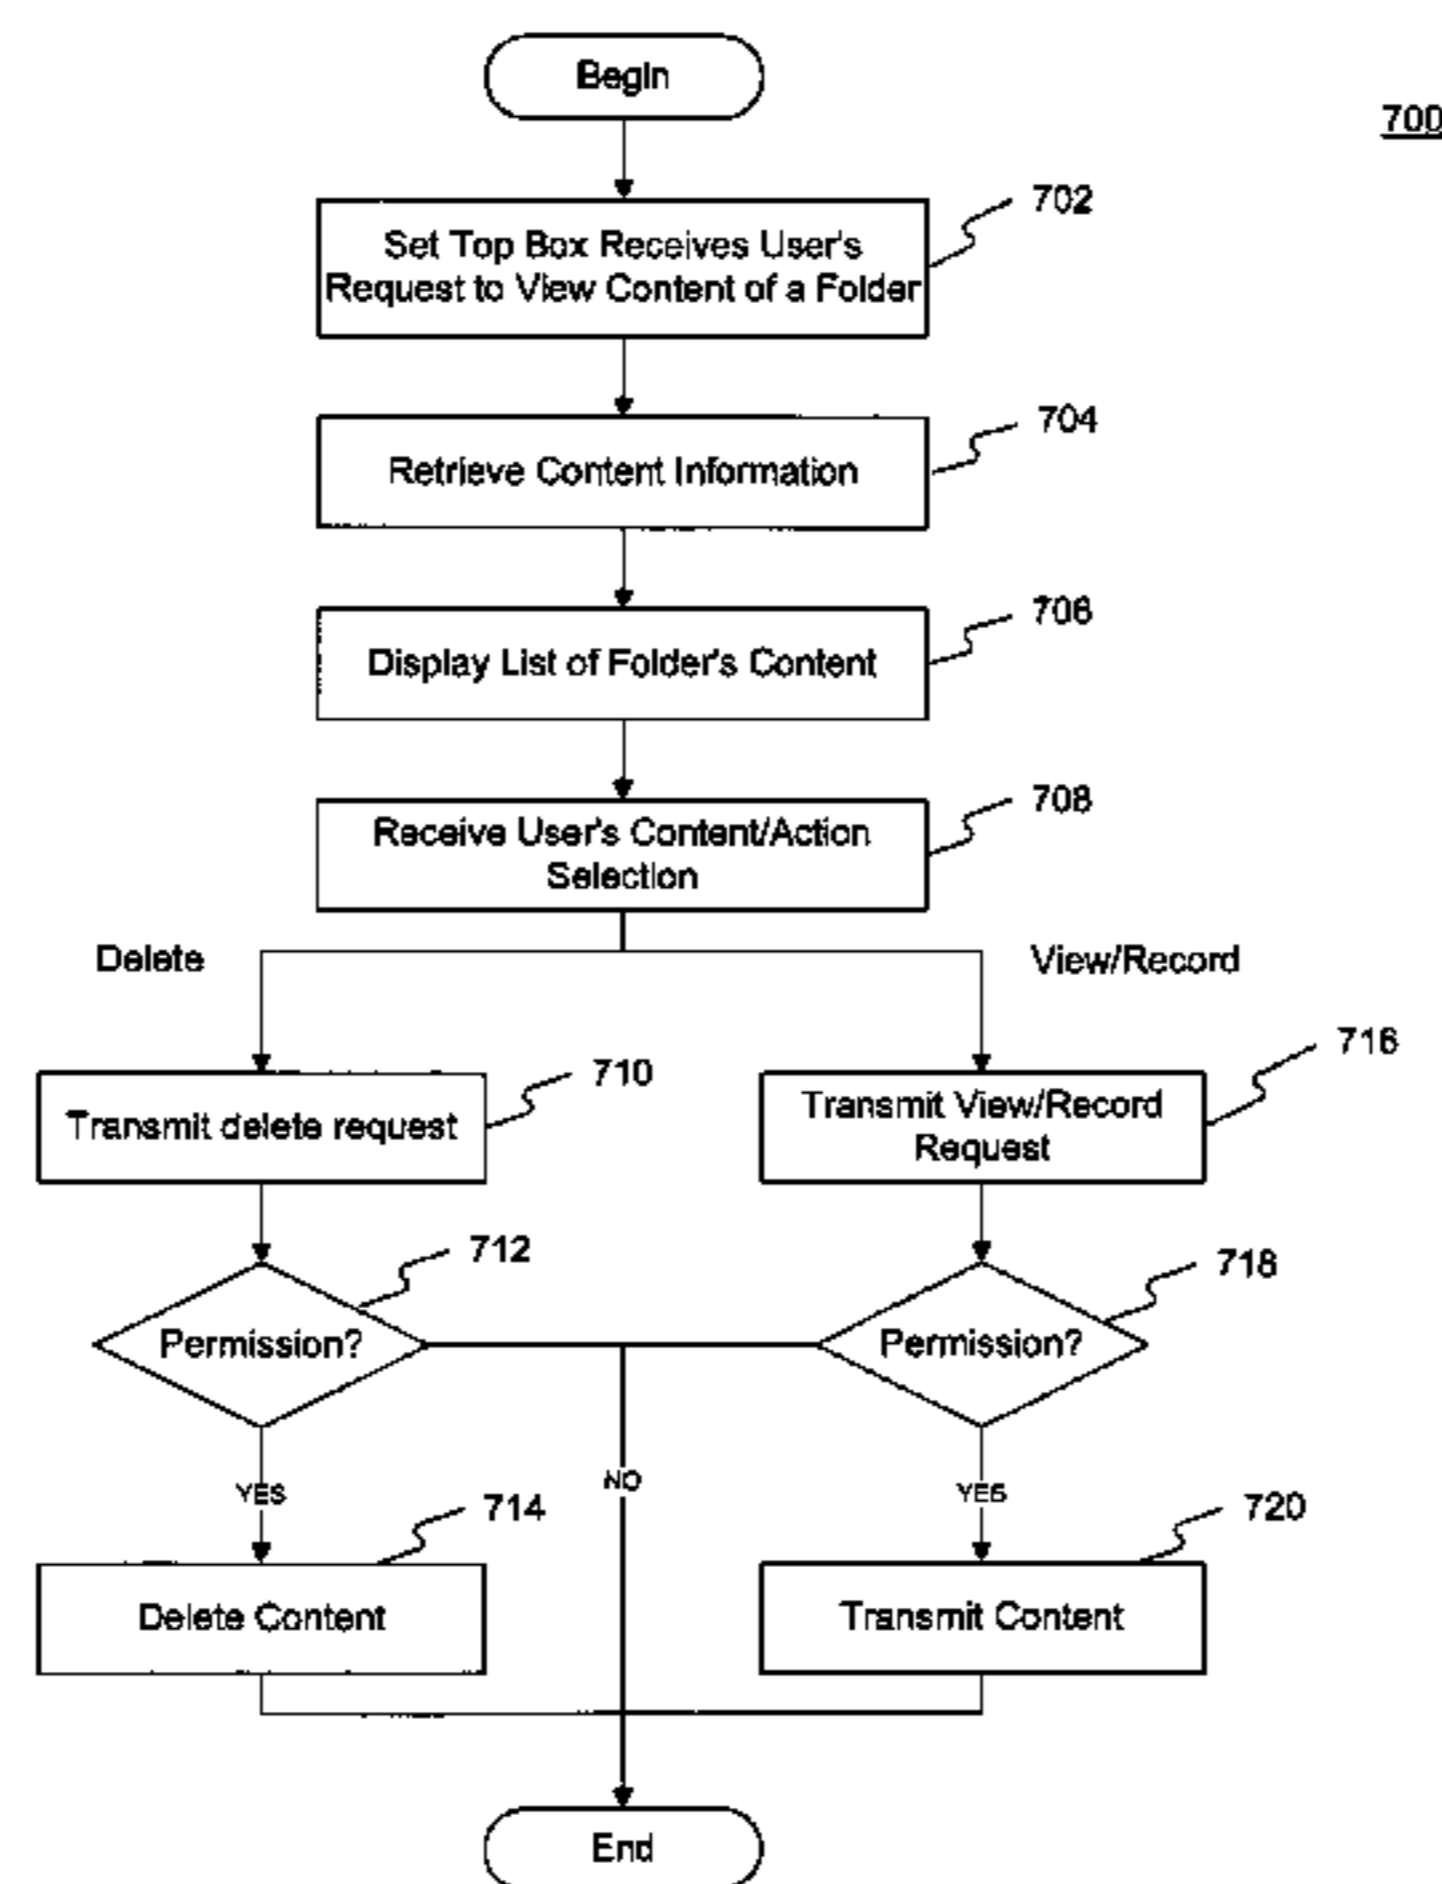 Begin
700
702
Set Top Box Receives User's
Request to View Content of a Folder
704
Retrieve Content Information
706
Display List of Folder's Content
708
Receive User's Content/Action
Selection
Delete
View/Record
710
Transmit delete request
716
Transmit View/Record
Request
712
Permission?
718
Permission?
YES
NO
YES
714
Delete Content
720
Transmit Content
End